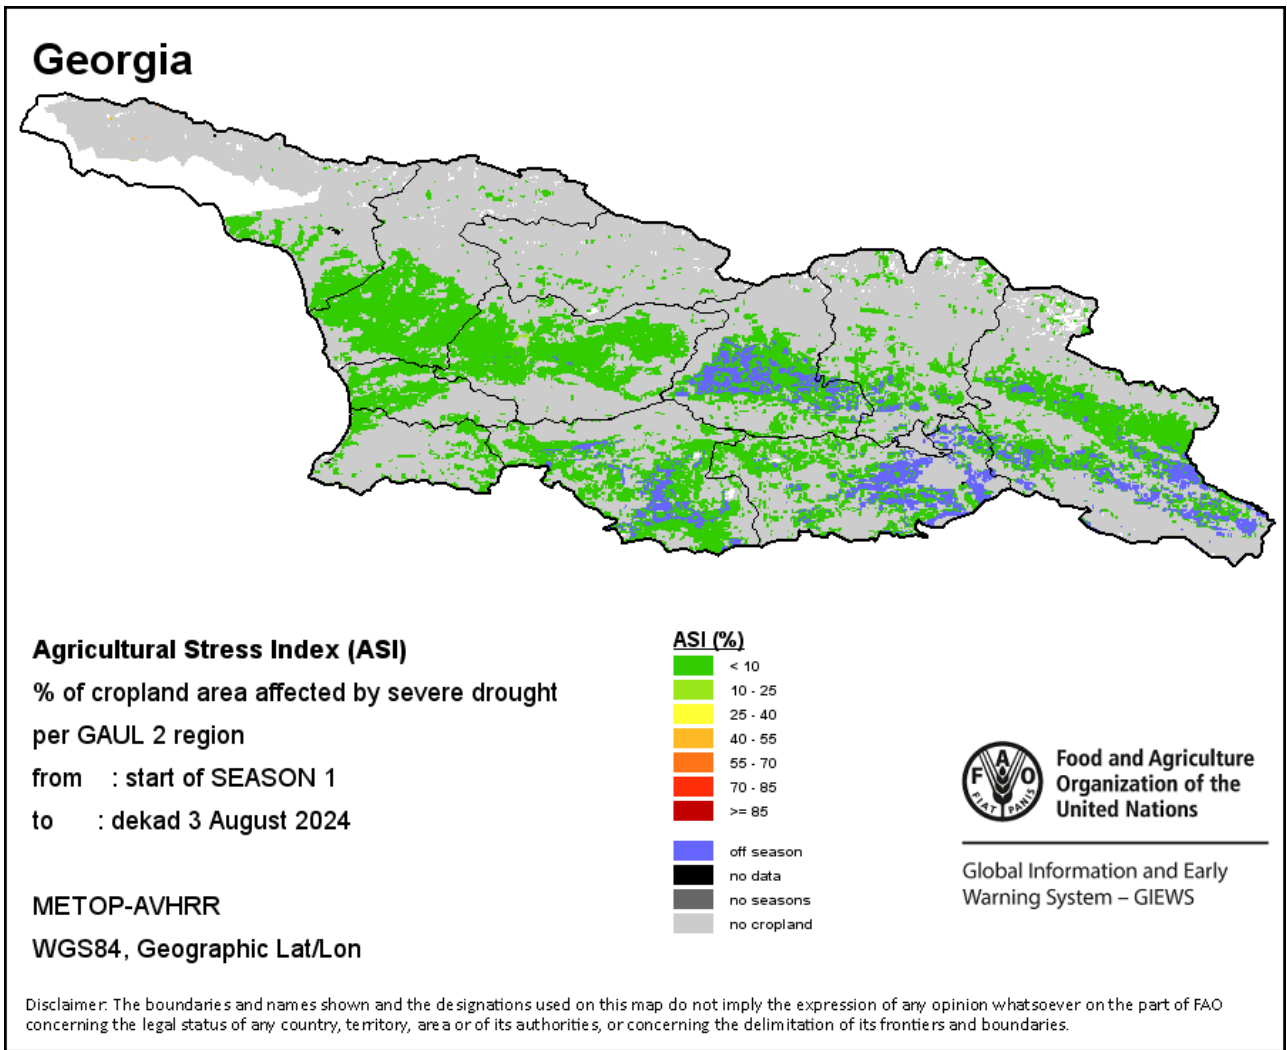 Georgia
Agricultural Stress Index (ASI)
% of cropland area affected by severe drought
per GAUL 2 region
from : start of SEASON 1
to : dekad 3 August 2024
METOP-AVHRR
WGS84, Geographic Lat/Lon
ASI (%)
< 10
10 - 25
25 - 40
40 - 55
55 - 70
70 - 85
>= 85
off season
no data
no seasons
no cropland
F A O
FIAT PANIS
Food and Agriculture
Organization of the
United Nations
Global Information and Early
Warning System – GIEWS
Disclaimer: The boundaries and names shown and the designations used on this map do not imply the expression of any opinion whatsoever on the part of FAO
concerning the legal status of any country, territory, area or of its authorities, or concerning the delimitation of its frontiers and boundaries.